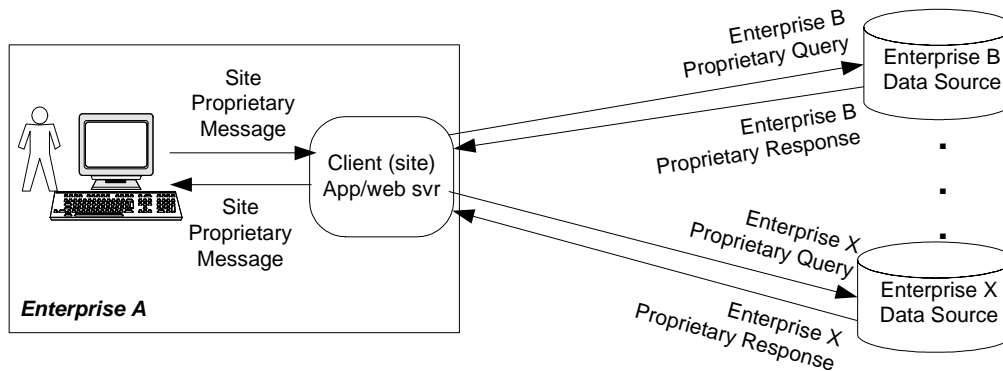 Site
Proprietary
Message
Client (site)
App/web svr
Site
Proprietary
Message
Enterprise A
Enterprise B
Proprietary Query
Enterprise B
Proprietary Response
Enterprise B
Data Source
Enterprise X
Proprietary Query
Enterprise X
Proprietary Response
Enterprise X
Data Source